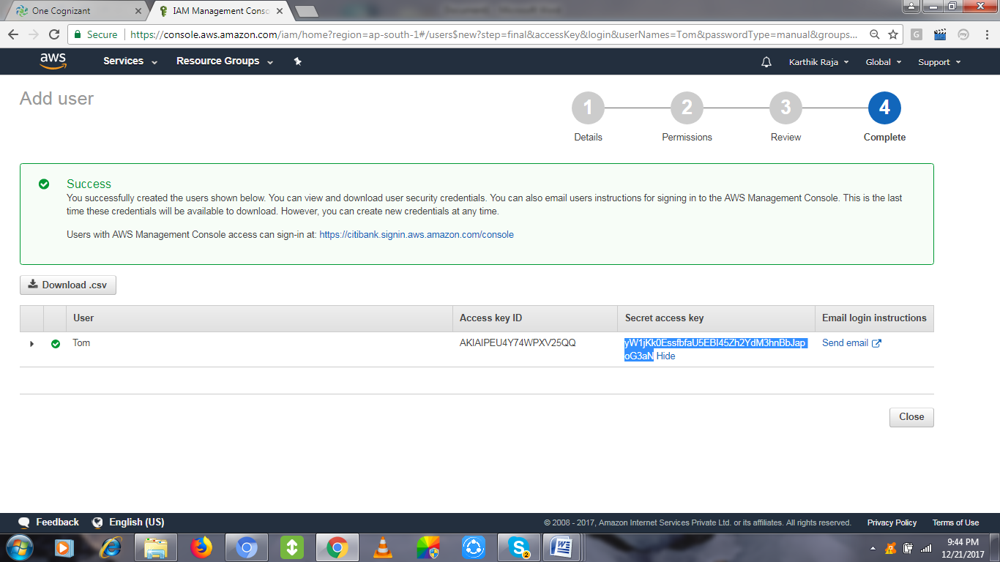 One Cognizant
IAM Management Conso
Secure
https://console.aws.amazon.com/iam/home?region=ap-south-1#/users$new?step=final&accessKey&login&userNames=Tom&passwordType=manual&groups...
aws
Services
Resource Groups
Karthik Raja
Global
Support
Add user
1
2
3
4
Details
Permissions
Review
Complete
Success
You successfully created the users shown below. You can view and download user security credentials. You can also email users instructions for signing in to the AWS Management Console. This is the last
time these credentials will be available to download. However, you can create new credentials at any time.
Users with AWS Management Console access can sign-in at: https://citibank.signin.aws.amazon.com/console
Download .csv
User
Access key ID
Secret access key
Email login instructions
Tom
AKIAIPEU4Y74WPXV25QQ
oG3aN Hide
Send email
Close
Feedback
English (US)
© 2008 - 2017, Amazon Internet Services Private Ltd. or its affiliates. All rights reserved.
Privacy Policy
Terms of Use
2
9:44 PM
12/21/2017